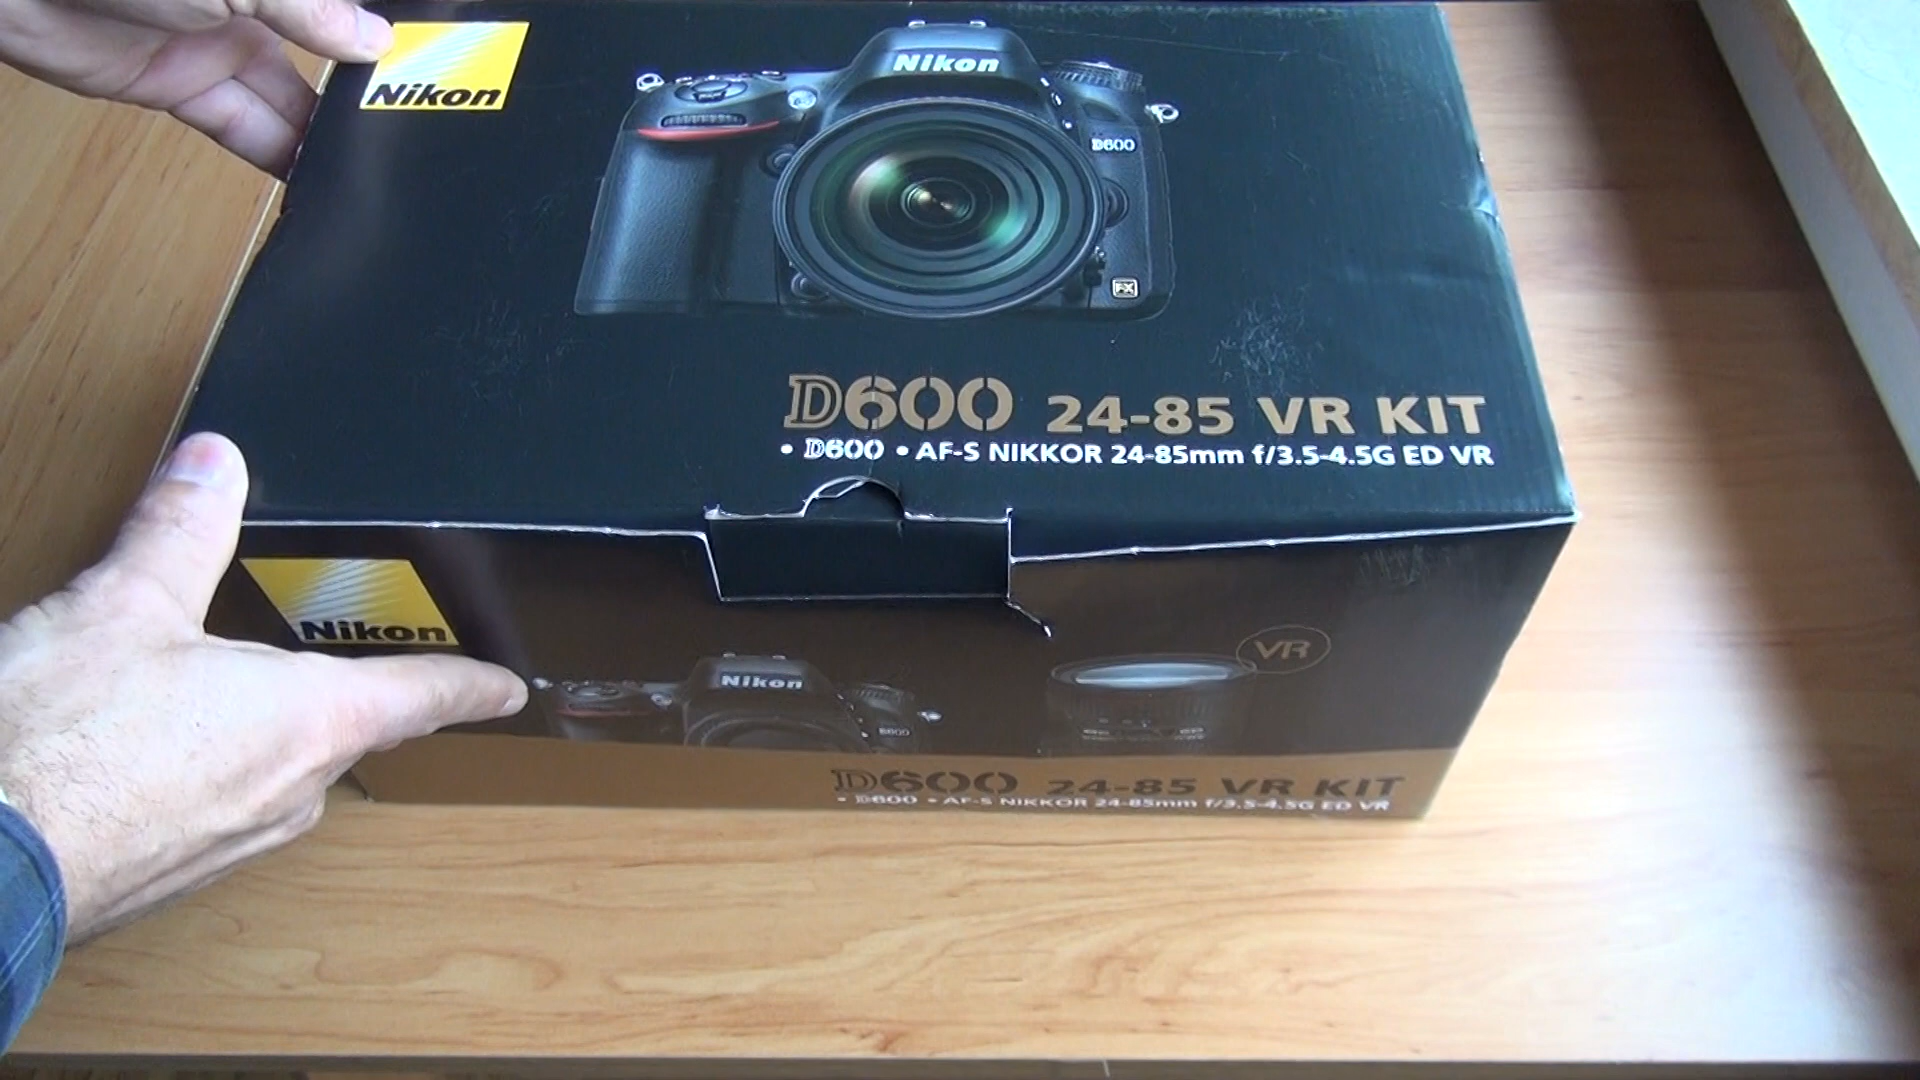 Nikon
Nikon
D600
FX
D600 24-85 VR KIT
• D600 • AF-S NIKKOR 24-85mm f/3.5-4.5G ED VR
Nikon
VR
Nikon
D600
D600 24-85 VR KIT
• D600 • AF-S NIKKOR 24-85mm f/3.5-4.5G ED VR